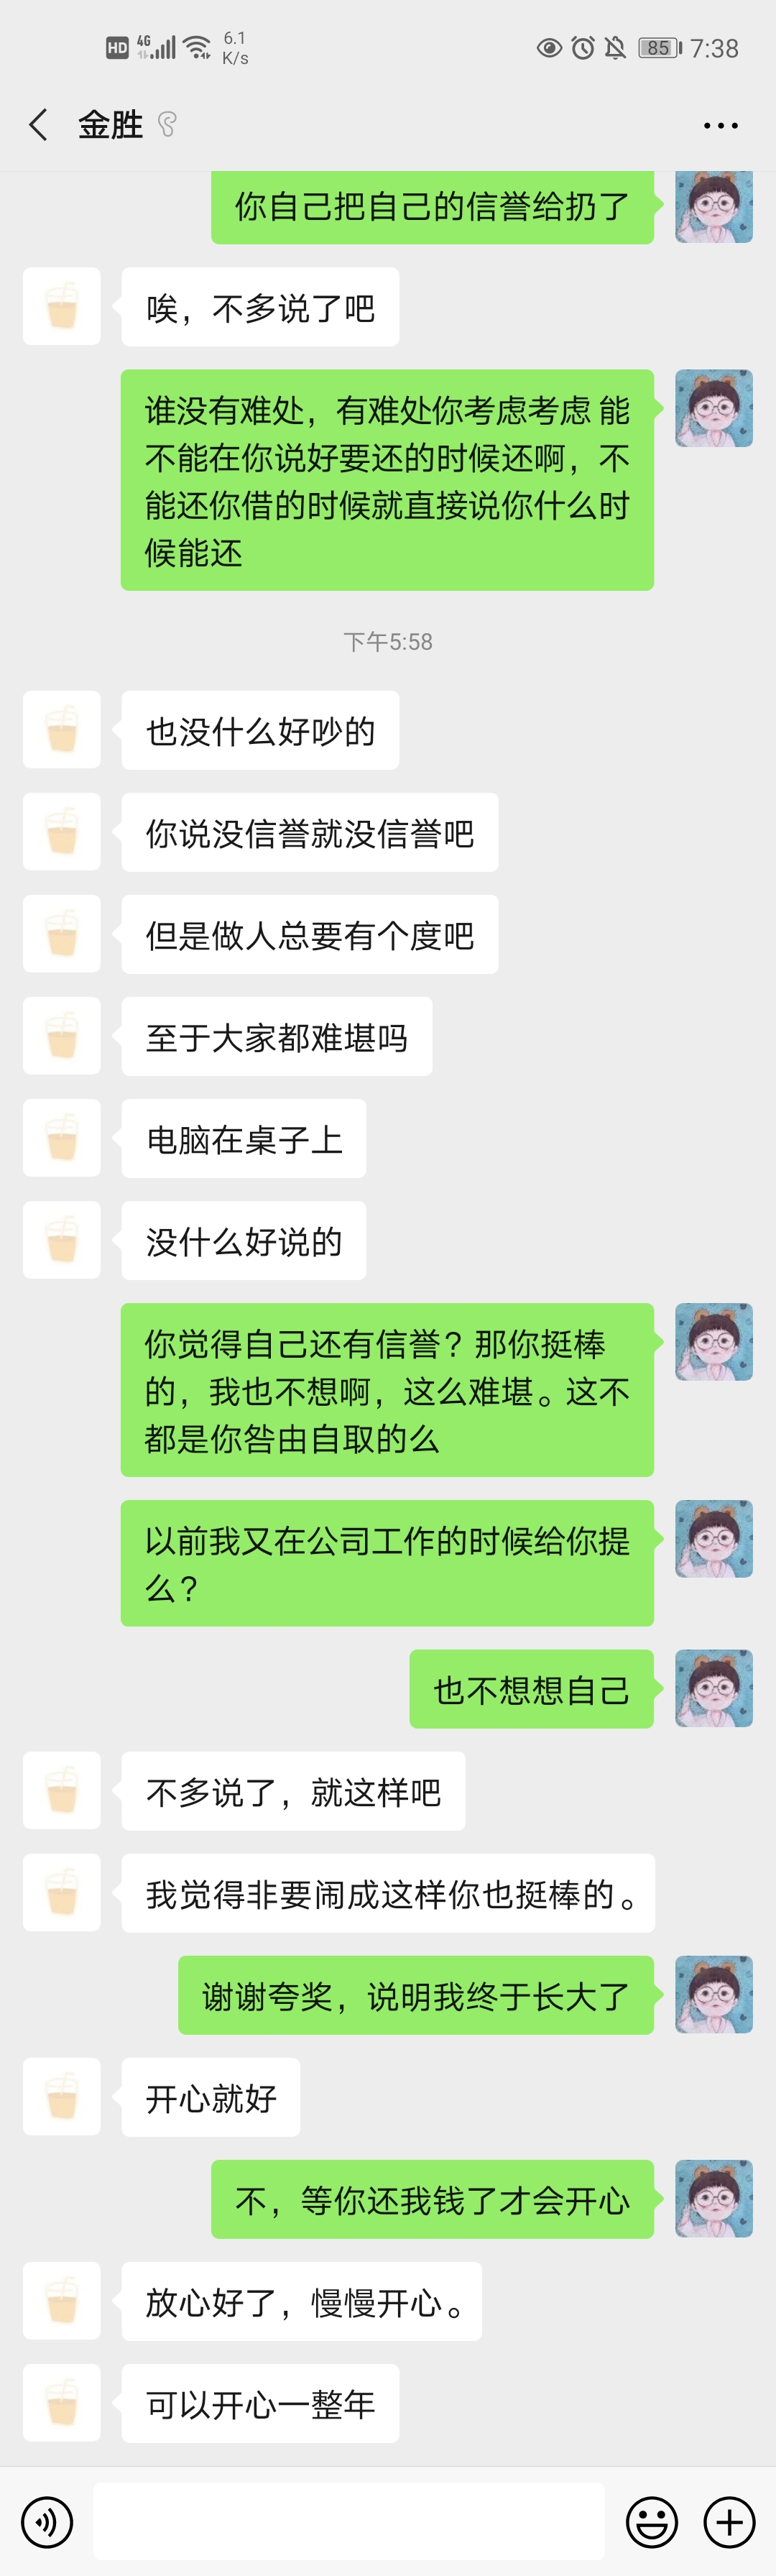 HD 4G 6.1 K/s 85 7:38
金胜
你自己把自己的信誉给扔了
唉，不多说了吧
谁没有难处，有难处你考虑考虑 能
不能在你说好要还的时候还啊，不
能还你借的时候就直接说你什么时
候能还
下午5:58
也没什么好吵的
你说没信誉就没信誉吧
但是做人总要有个度吧
至于大家都难堪吗
电脑在桌子上
没什么好说的
你觉得自己还有信誉？那你挺棒
的，我也不想啊，这么难堪。这不
都是你咎由自取的么
以前我又在公司工作的时候给你提
么？
也不想想自己
不多说了，就这样吧
我觉得非要闹成这样你也挺棒的。
谢谢夸奖，说明我终于长大了
开心就好
不，等你还我钱了才会开心
放心好了，慢慢开心。
可以开心一整年